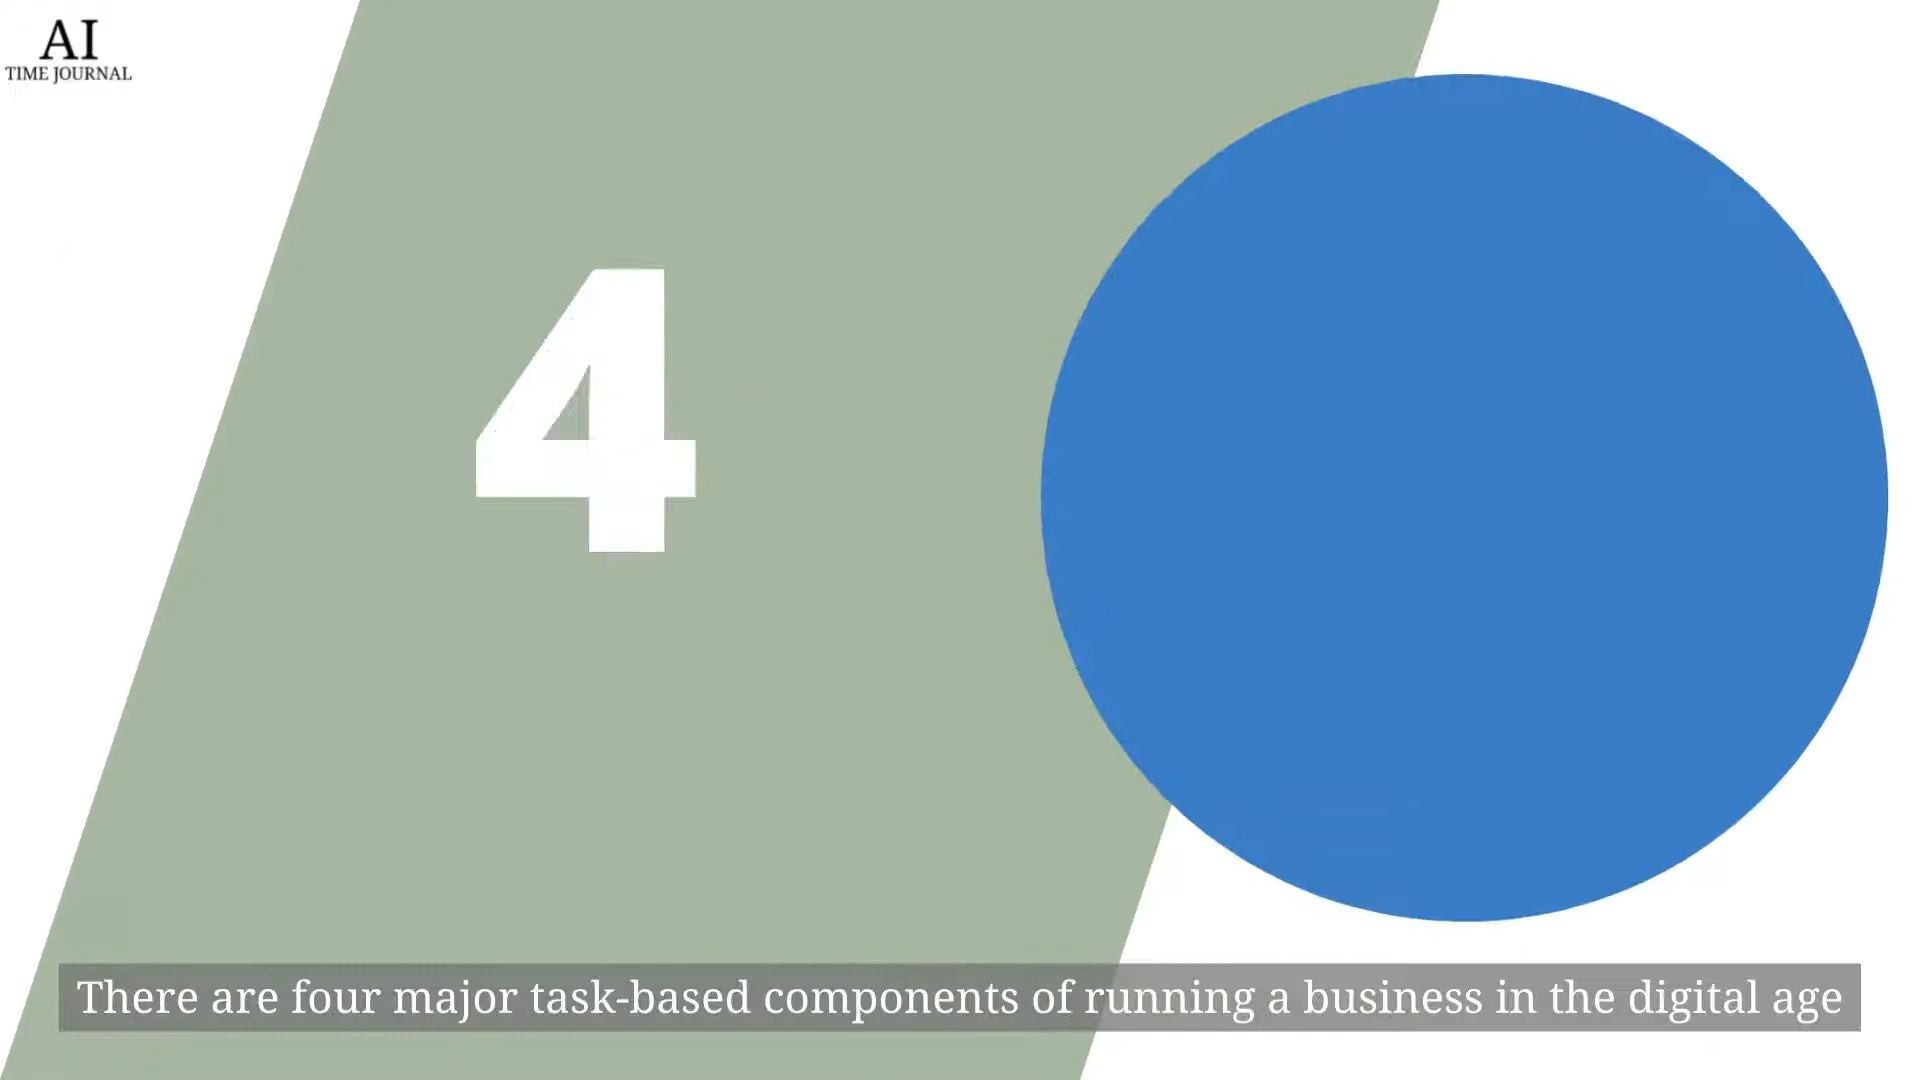 AI
TIME JOURNAL
4
There are four major task-based components of running a business in the digital age